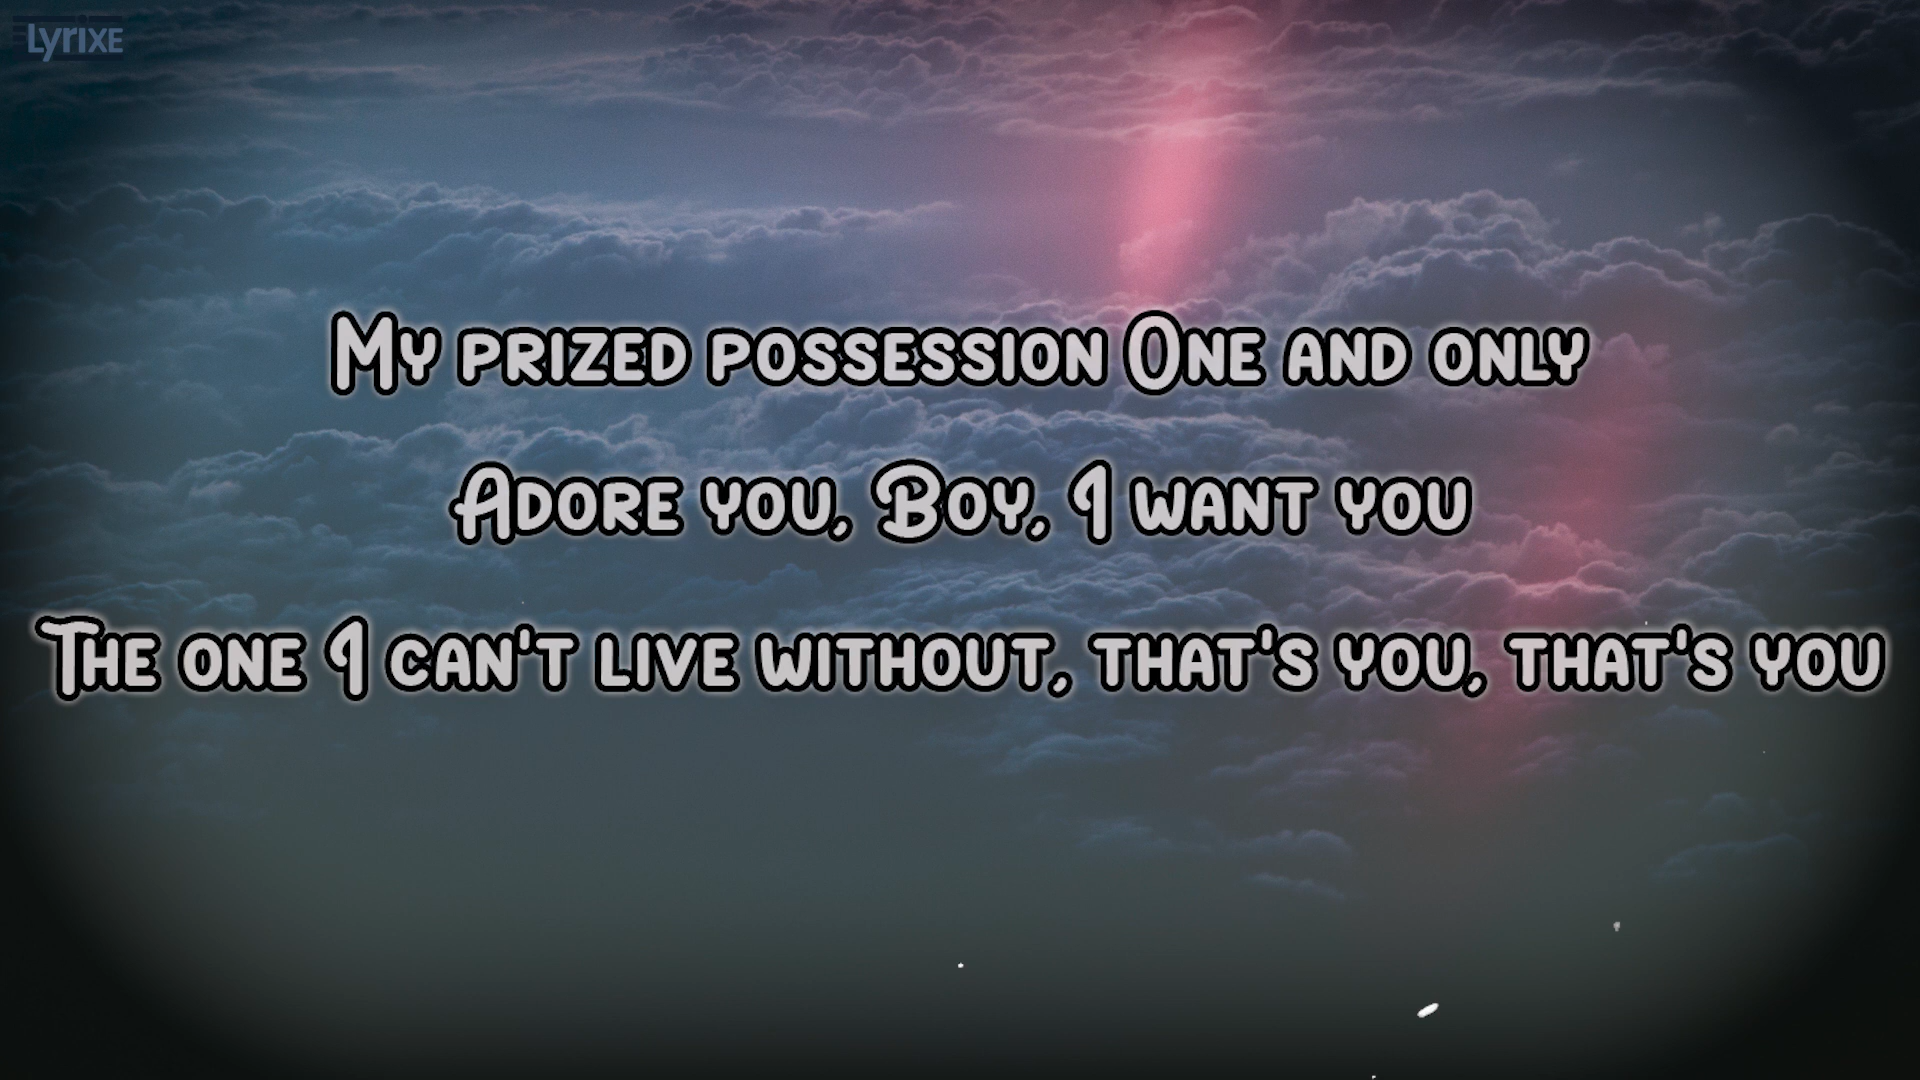 Lyrixe
My prized possession One and only
Adore you, Boy, I want you
The one I can't live without, that's you, that's you